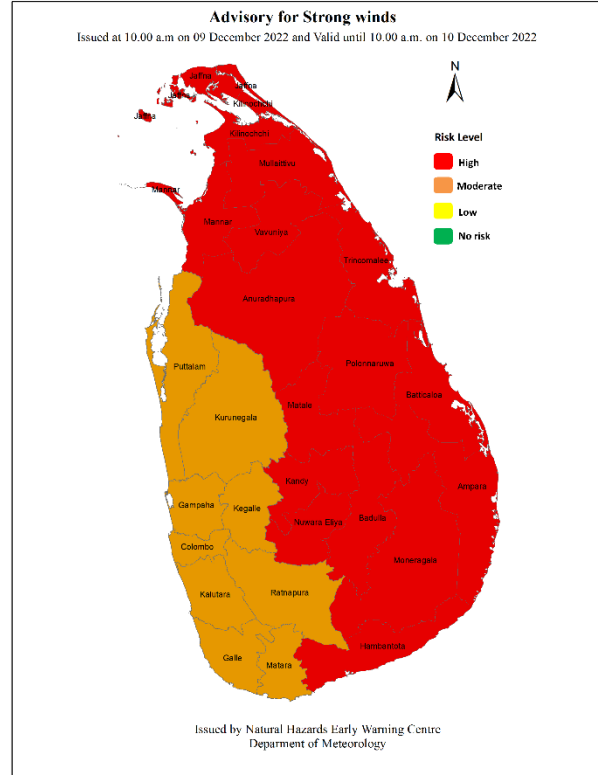 Advisory for Strong winds
Issued at 10.00 a.m on 09 December 2022 and Valid until 10.00 a.m. on 10 December 2022
N
Jaffna
Jaffna
Jaffna
Kilinochchi
Jaffna
Kilinochchi
Risk Level
High
Mullaitivu
Moderate
Mannar
Low
Mannar
Vavuniya
No risk
Trincomalee
Anuradhapura
Puttalam
Polonnaruwa
Batticaloa
Matale
Kurunegala
Kandy
Ampara
Gampaha
Kegalle
Nuwara Eliya
Badulla
Colombo
Moneragala
Kalutara
Ratnapura
Hambantota
Galle
Matara
Issued by Natural Hazards Early Warning Centre
Deparment of Meteorology